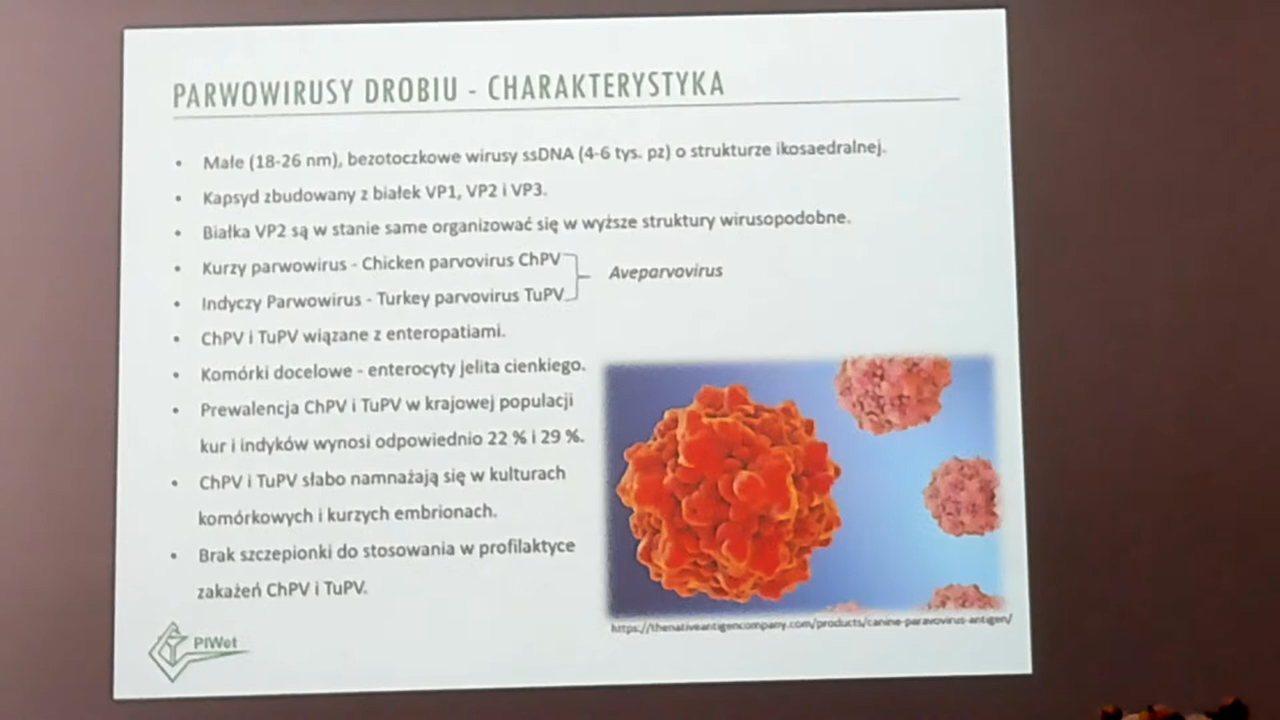 PARWOWIRUSY DROBIU - CHARAKTERYSTYKA
• Małe (18-26 nm), bezotoczkowe wirusy ssDNA (4-6 tys. pz) o strukturze ikosaedralnej.
• Kapsyd zbudowany z białek VP1, VP2 i VP3.
• Białka VP2 są w stanie same organizować się w wyższe struktury wirusopodobne.
• Kurzy parwowirus - Chicken parvovirus ChPV
Aveparvovirus
• Indyczy Parwowirus - Turkey parvovirus TuPV
• ChPV i TuPV wiązane z enteropatiami.
• Komórki docelowe - enterocyty jelita cienkiego.
• Prewalencja ChPV i TuPV w krajowej populacji
kur i indyków wynosi odpowiednio 22 % i 29 %.
• ChPV i TuPV słabo namnażają się w kulturach
komórkowych i kurzych embrionach.
• Brak szczepionki do stosowania w profilaktyce
zakażeń ChPV i TuPV.
https://thenativeantigencompany.com/products/canine-paravovirus-antigen/
PIWet